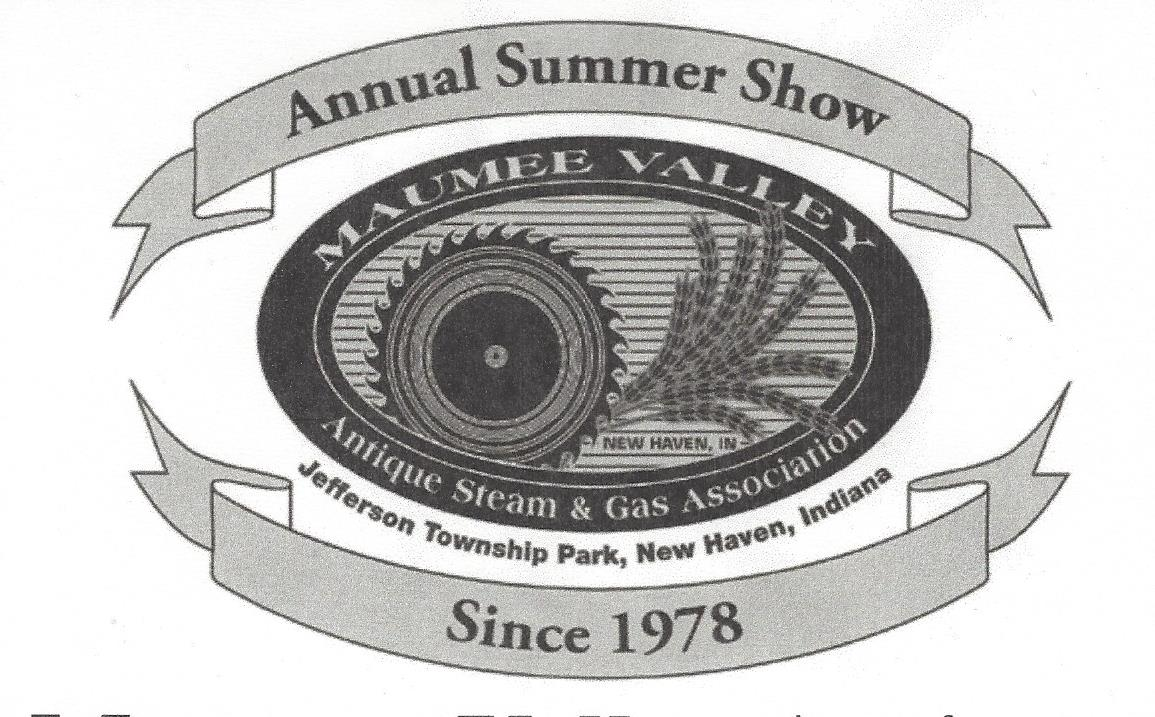 Annual Summer Show
MAUMEE VALLEY
NEW HAVEN, IN
Antique Steam & Gas Association
Jefferson Township Park, New Haven, Indiana
Since 1978